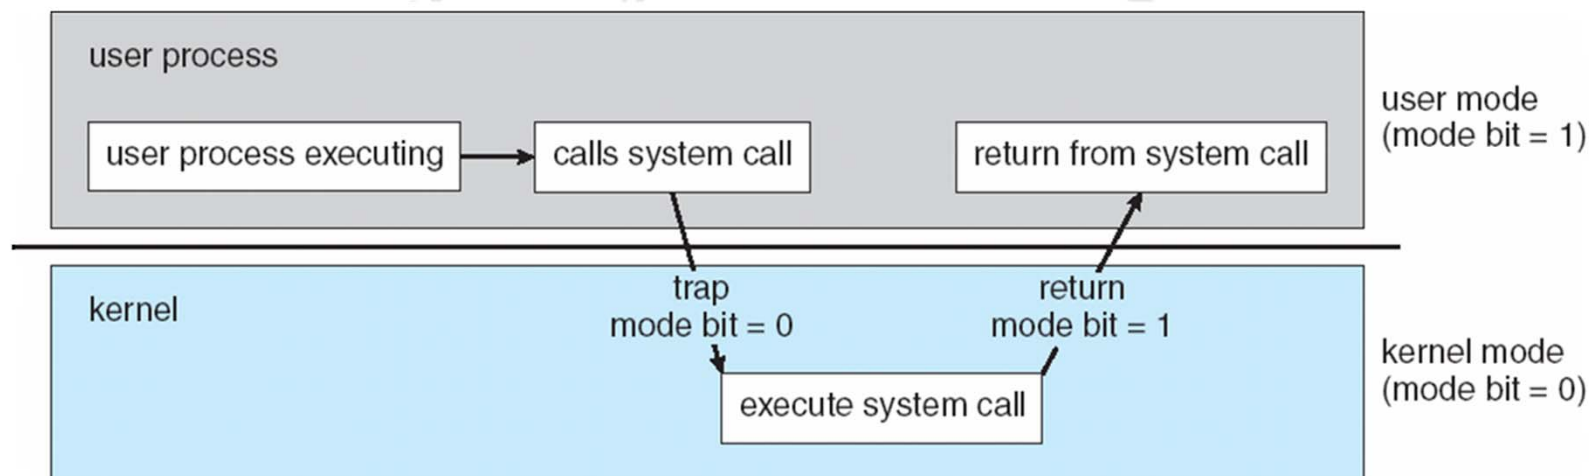 user process
user process executing
calls system call
return from system call
user mode
(mode bit = 1)
kernel
trap
mode bit = 0
return
mode bit = 1
kernel mode
(mode bit = 0)
execute system call